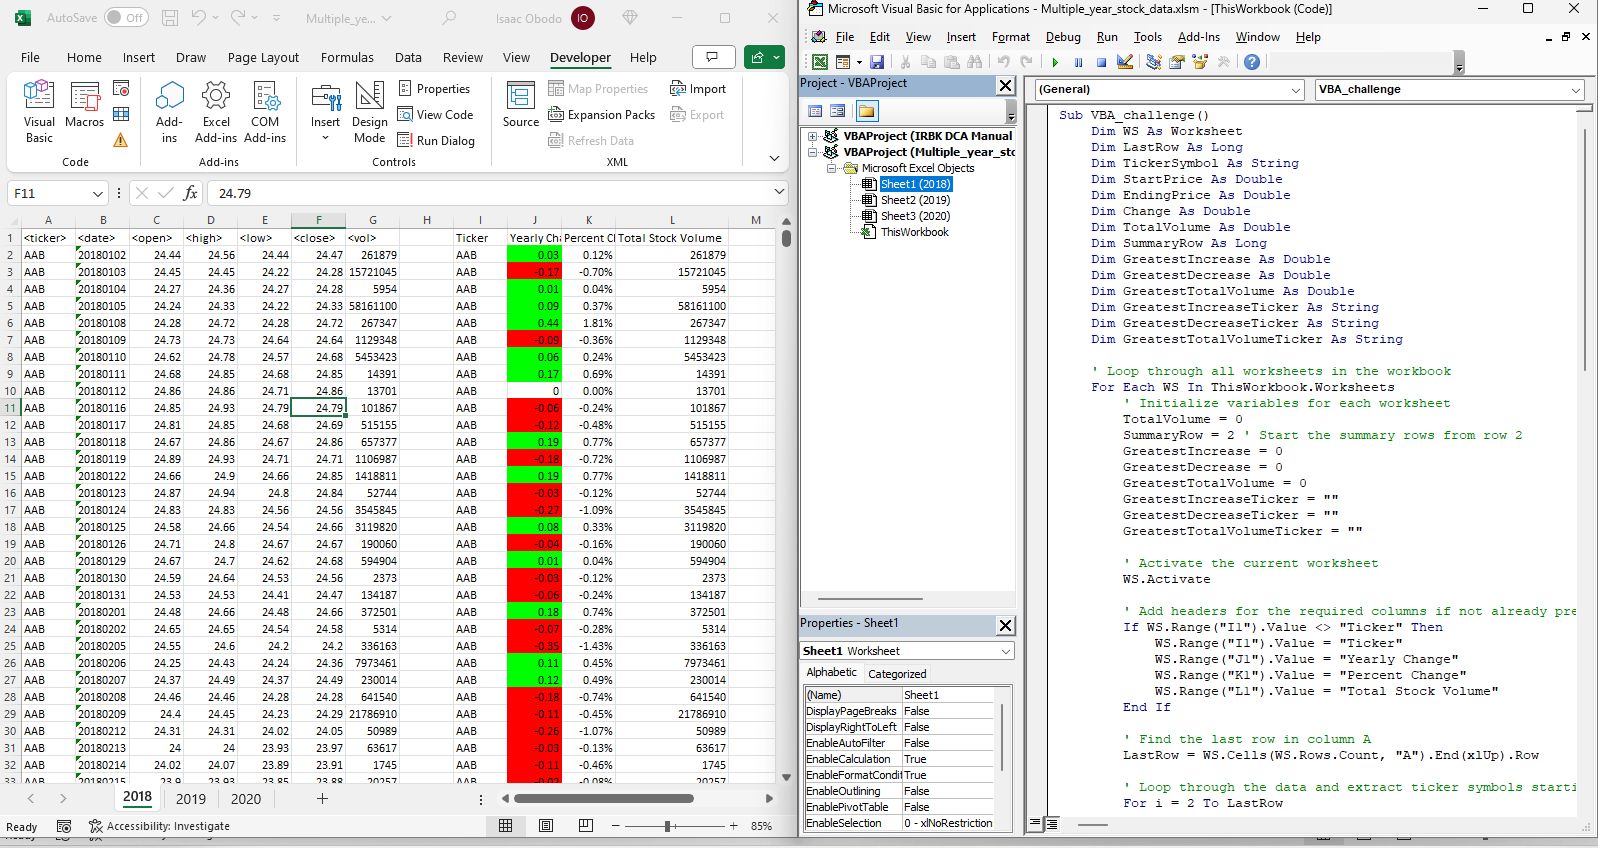 AutoSave Off Multiple_ye... Isaac Obodo IO
File Home Insert Draw Page Layout Formulas Data Review View Developer Help
Visual Basic Macros Add-ins Excel Add-ins COM Add-ins Insert Design Mode Properties View Code Run Dialog Source Map Properties Expansion Packs Refresh Data Import Export
Code Add-ins Controls XML
F11 fx 24.79
A B C D E F G H I J K L M
1 <ticker> <date> <open> <high> <low> <close> <vol> Ticker Yearly Cha Percent Cl Total Stock Volume
2 AAB 20180102 24.44 24.56 24.44 24.47 261879 AAB 0.03 0.12% 261879
3 AAB 20180103 24.45 24.45 24.22 24.28 15721045 AAB -0.17 -0.70% 15721045
4 AAB 20180104 24.27 24.36 24.27 24.28 5954 AAB 0.01 0.04% 5954
5 AAB 20180105 24.24 24.33 24.22 24.33 58161100 AAB 0.09 0.37% 58161100
6 AAB 20180108 24.28 24.72 24.28 24.72 267347 AAB 0.44 1.81% 267347
7 AAB 20180109 24.73 24.73 24.64 24.64 1129348 AAB -0.09 -0.36% 1129348
8 AAB 20180110 24.62 24.78 24.57 24.68 5453423 AAB 0.06 0.24% 5453423
9 AAB 20180111 24.68 24.85 24.68 24.85 14391 AAB 0.17 0.69% 14391
10 AAB 20180112 24.86 24.86 24.71 24.86 13701 AAB 0 0.00% 13701
11 AAB 20180116 24.85 24.93 24.79 24.79 101867 AAB -0.06 -0.24% 101867
12 AAB 20180117 24.81 24.85 24.68 24.69 515155 AAB -0.12 -0.48% 515155
13 AAB 20180118 24.67 24.86 24.67 24.86 657377 AAB 0.19 0.77% 657377
14 AAB 20180119 24.89 24.93 24.71 24.71 1106987 AAB -0.18 -0.72% 1106987
15 AAB 20180122 24.66 24.9 24.66 24.85 1418811 AAB 0.19 0.77% 1418811
16 AAB 20180123 24.87 24.94 24.8 24.84 52744 AAB -0.03 -0.12% 52744
17 AAB 20180124 24.83 24.83 24.56 24.56 3545845 AAB -0.27 -1.09% 3545845
18 AAB 20180125 24.58 24.66 24.54 24.66 3119820 AAB 0.08 0.33% 3119820
19 AAB 20180126 24.71 24.8 24.67 24.67 190060 AAB -0.04 -0.16% 190060
20 AAB 20180129 24.67 24.7 24.62 24.68 594904 AAB 0.01 0.04% 594904
21 AAB 20180130 24.59 24.64 24.53 24.56 2373 AAB -0.03 -0.12% 2373
22 AAB 20180131 24.53 24.53 24.41 24.47 134187 AAB -0.06 -0.24% 134187
23 AAB 20180201 24.48 24.66 24.48 24.66 372501 AAB 0.18 0.74% 372501
24 AAB 20180202 24.65 24.65 24.54 24.58 5314 AAB -0.07 -0.28% 5314
25 AAB 20180205 24.55 24.6 24.2 24.2 336163 AAB -0.35 -1.43% 336163
26 AAB 20180206 24.25 24.43 24.24 24.36 7973461 AAB 0.11 0.45% 7973461
27 AAB 20180207 24.37 24.49 24.37 24.49 230014 AAB 0.12 0.49% 230014
28 AAB 20180208 24.46 24.46 24.28 24.28 641540 AAB -0.18 -0.74% 641540
29 AAB 20180209 24.4 24.45 24.23 24.29 21786910 AAB -0.11 -0.45% 21786910
30 AAB 20180212 24.31 24.31 24.02 24.05 50989 AAB -0.26 -1.07% 50989
31 AAB 20180213 24 24 23.93 23.97 63617 AAB -0.03 -0.13% 63617
32 AAB 20180214 24.02 24.07 23.89 23.91 1745 AAB -0.11 -0.46% 1745
33 AAB 20180215 23.9 23.93 23.85 23.88 20257 AAB -0.02 -0.08% 20257
2018 2019 2020
Ready Accessibility: Investigate 85%
Microsoft Visual Basic for Applications - Multiple_year_stock_data.xlsm - [ThisWorkbook (Code)]
File Edit View Insert Format Debug Run Tools Add-Ins Window Help
Project - VBAProject
VBAProject (IRBK DCA Manual
VBAProject (Multiple_year_sto
Microsoft Excel Objects
Sheet1 (2018)
Sheet2 (2019)
Sheet3 (2020)
ThisWorkbook
Properties - Sheet1
Sheet1 Worksheet
Alphabetic Categorized
(Name) Sheet1
DisplayPageBreaks False
DisplayRightToLeft False
EnableAutoFilter False
EnableCalculation True
EnableFormatCondit True
EnableOutlining False
EnablePivotTable False
EnableSelection 0 - xlNoRestriction
(General) VBA_challenge
Sub VBA_challenge()
Dim WS As Worksheet
Dim LastRow As Long
Dim TickerSymbol As String
Dim StartPrice As Double
Dim EndingPrice As Double
Dim Change As Double
Dim TotalVolume As Double
Dim SummaryRow As Long
Dim GreatestIncrease As Double
Dim GreatestDecrease As Double
Dim GreatestTotalVolume As Double
Dim GreatestIncreaseTicker As String
Dim GreatestDecreaseTicker As String
Dim GreatestTotalVolumeTicker As String
' Loop through all worksheets in the workbook
For Each WS In ThisWorkbook.Worksheets
' Initialize variables for each worksheet
TotalVolume = 0
SummaryRow = 2 ' Start the summary rows from row 2
GreatestIncrease = 0
GreatestDecrease = 0
GreatestTotalVolume = 0
GreatestIncreaseTicker = ""
GreatestDecreaseTicker = ""
GreatestTotalVolumeTicker = ""
' Activate the current worksheet
WS.Activate
' Add headers for the required columns if not already pre
If WS.Range("I1").Value <> "Ticker" Then
WS.Range("I1").Value = "Ticker"
WS.Range("J1").Value = "Yearly Change"
WS.Range("K1").Value = "Percent Change"
WS.Range("L1").Value = "Total Stock Volume"
End If
' Find the last row in column A
LastRow = WS.Cells(WS.Rows.Count, "A").End(xlUp).Row
' Loop through the data and extract ticker symbols starti
For i = 2 To LastRow